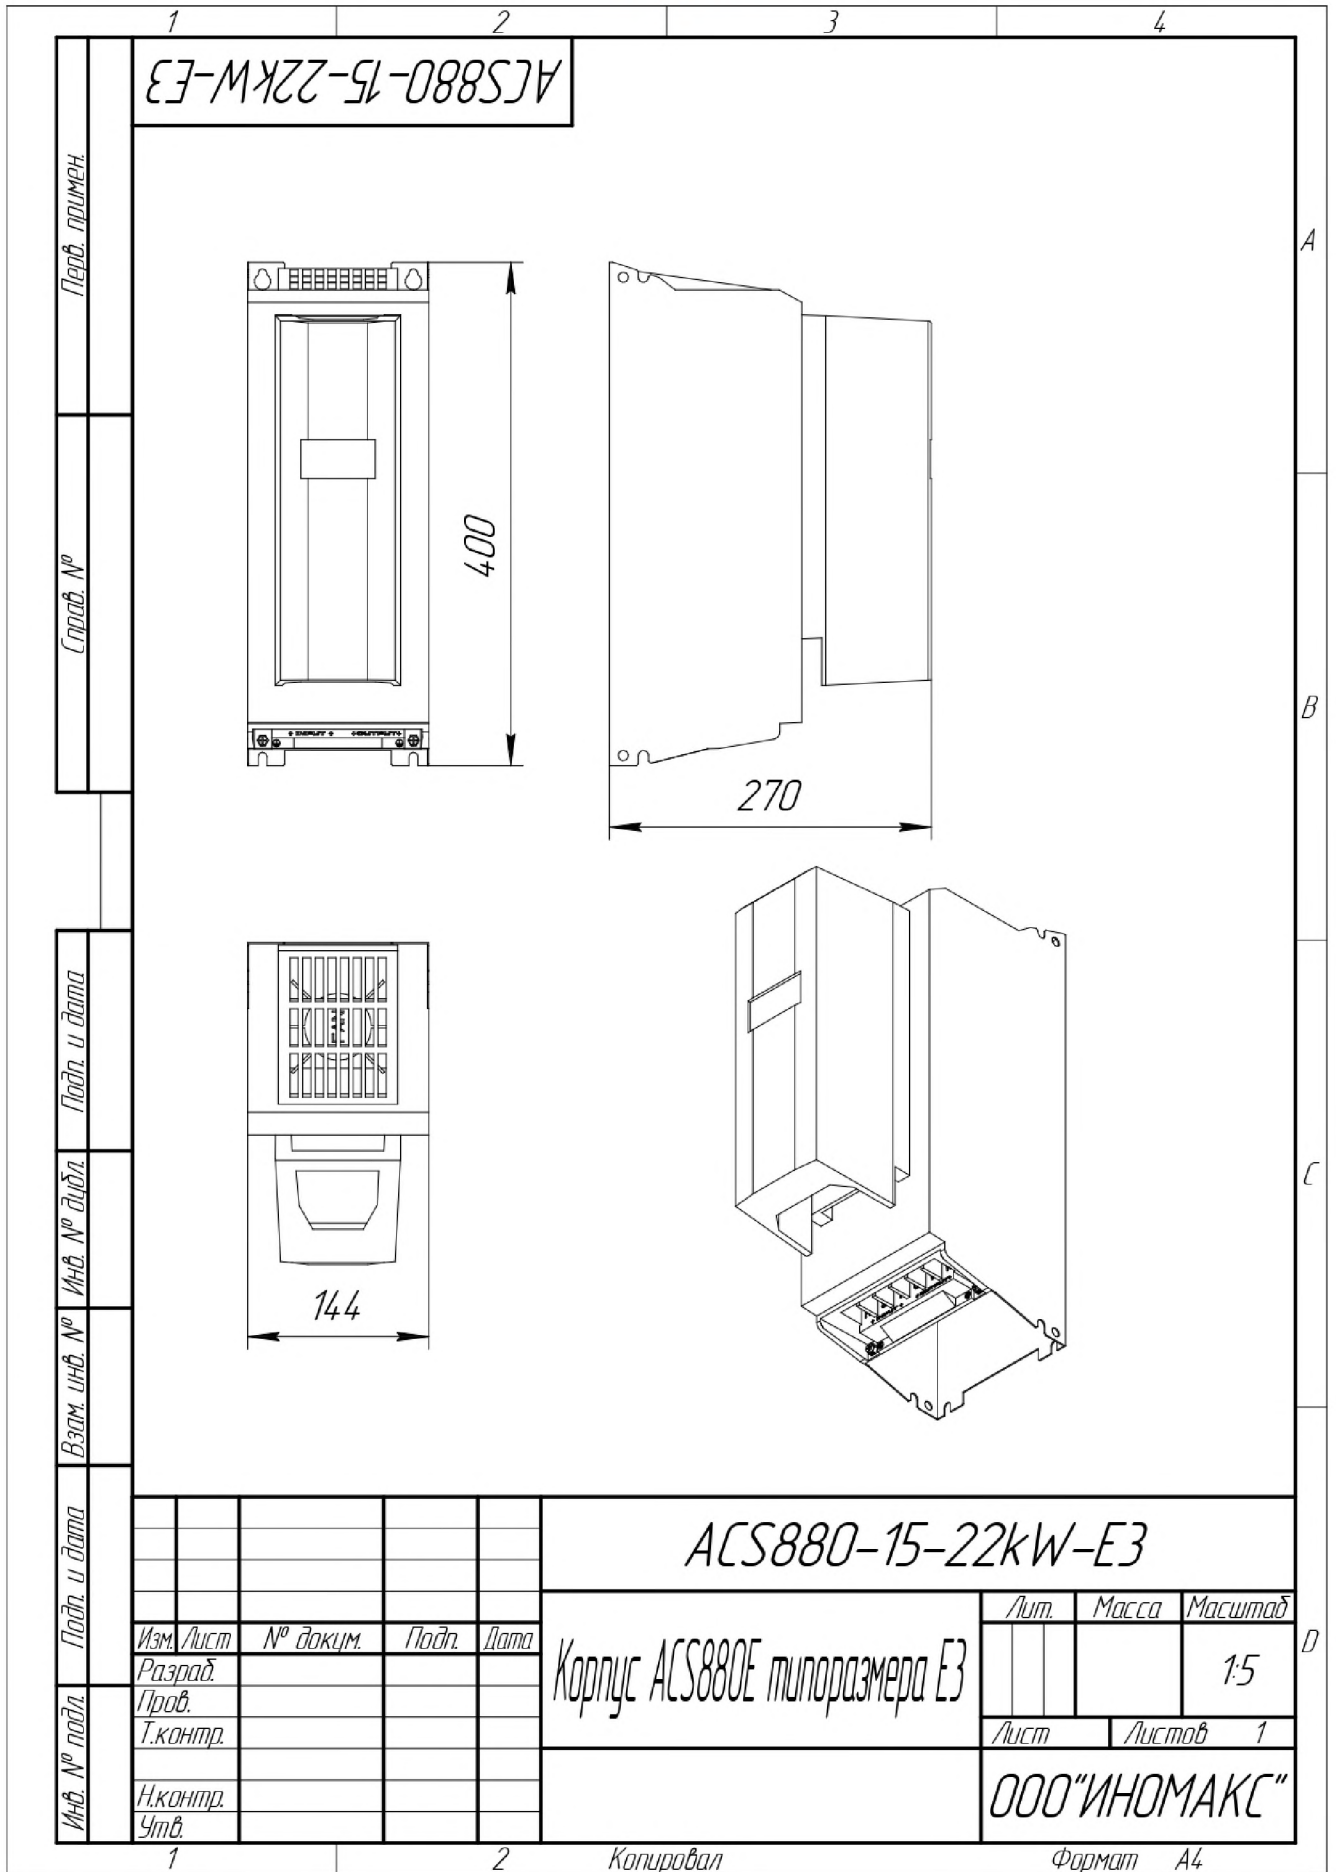 1 2 3 4
ACS880-15-22kW-E3
Перв. примен.
Справ. №
Подп. и дата
Инв. № дубл.
Взам. инв. №
Подп. и дата
Инв. № подл.
A
B
C
D
INPUT OUTPUT
400
270
144
ACS880-15-22kW-E3
Лит. Масса Масштаб
Изм. Лист № докум. Подп. Дата
Корпус ACS880E типоразмера E3
1:5
Разраб.
Пров.
Т.контр.
Лист Листов 1
Н.контр.
Утв.
ООО"ИНОМАКС"
1 2 Копировал Формат A4